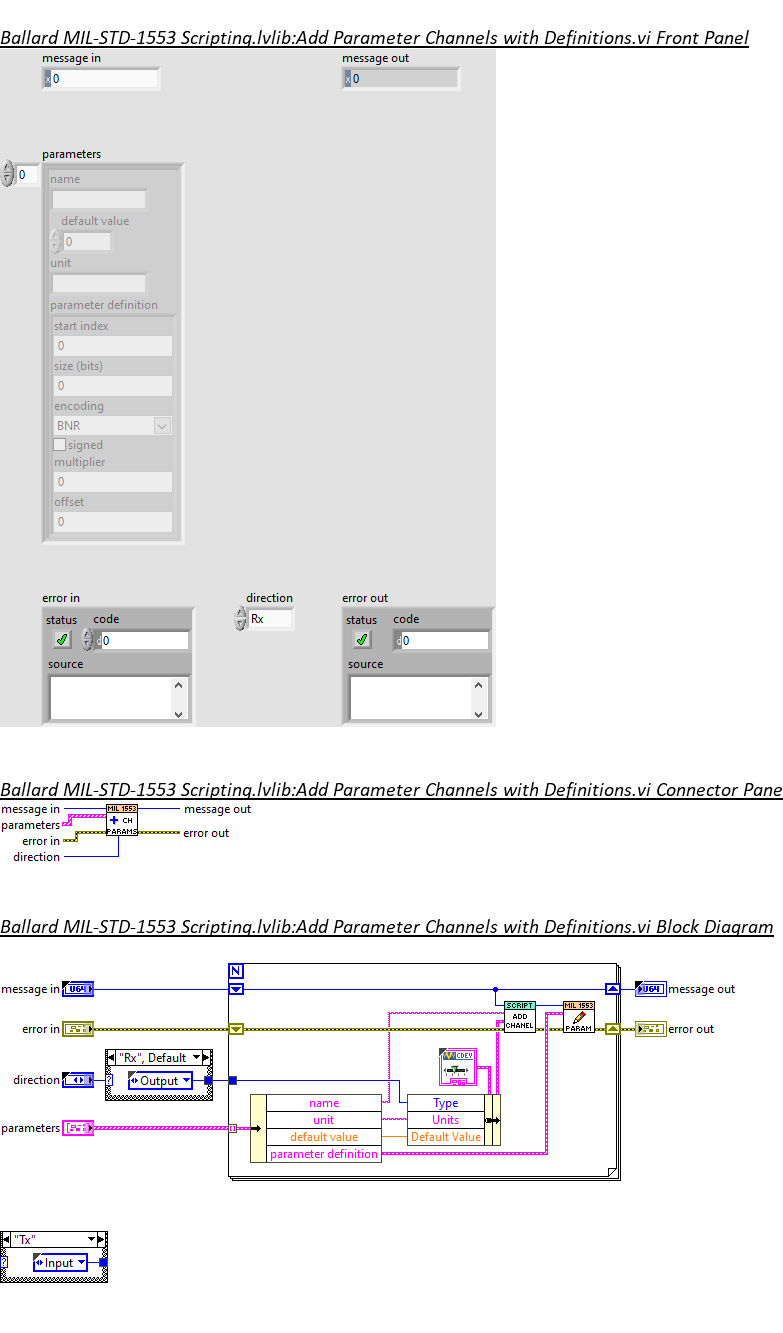 Ballard MIL-STD-1553 Scripting.lvlib:Add Parameter Channels with Definitions.vi Front Panel
message in
message out
x 0
x 0
parameters
0
name
default value
0
unit
parameter definition
start index
0
size (bits)
0
encoding
BNR
signed
multiplier
0
offset
0
error in
direction
error out
status
code
Rx
status
code
d 0
d 0
source
source
Ballard MIL-STD-1553 Scripting.lvlib:Add Parameter Channels with Definitions.vi Connector Pane
message in
MIL 1553
message out
parameters
+ CH
error in
PARAMS
error out
direction
Ballard MIL-STD-1553 Scripting.lvlib:Add Parameter Channels with Definitions.vi Block Diagram
N
message in
U64
U64
message out
SCRIPT
MIL 1553
error in
ADD
CHANEL
PARAM
error out
"Rx", Default
CDEV
direction
?
Output
name
Type
unit
Units
parameters
default value
Default Value
parameter definition
"Tx"
?
Input